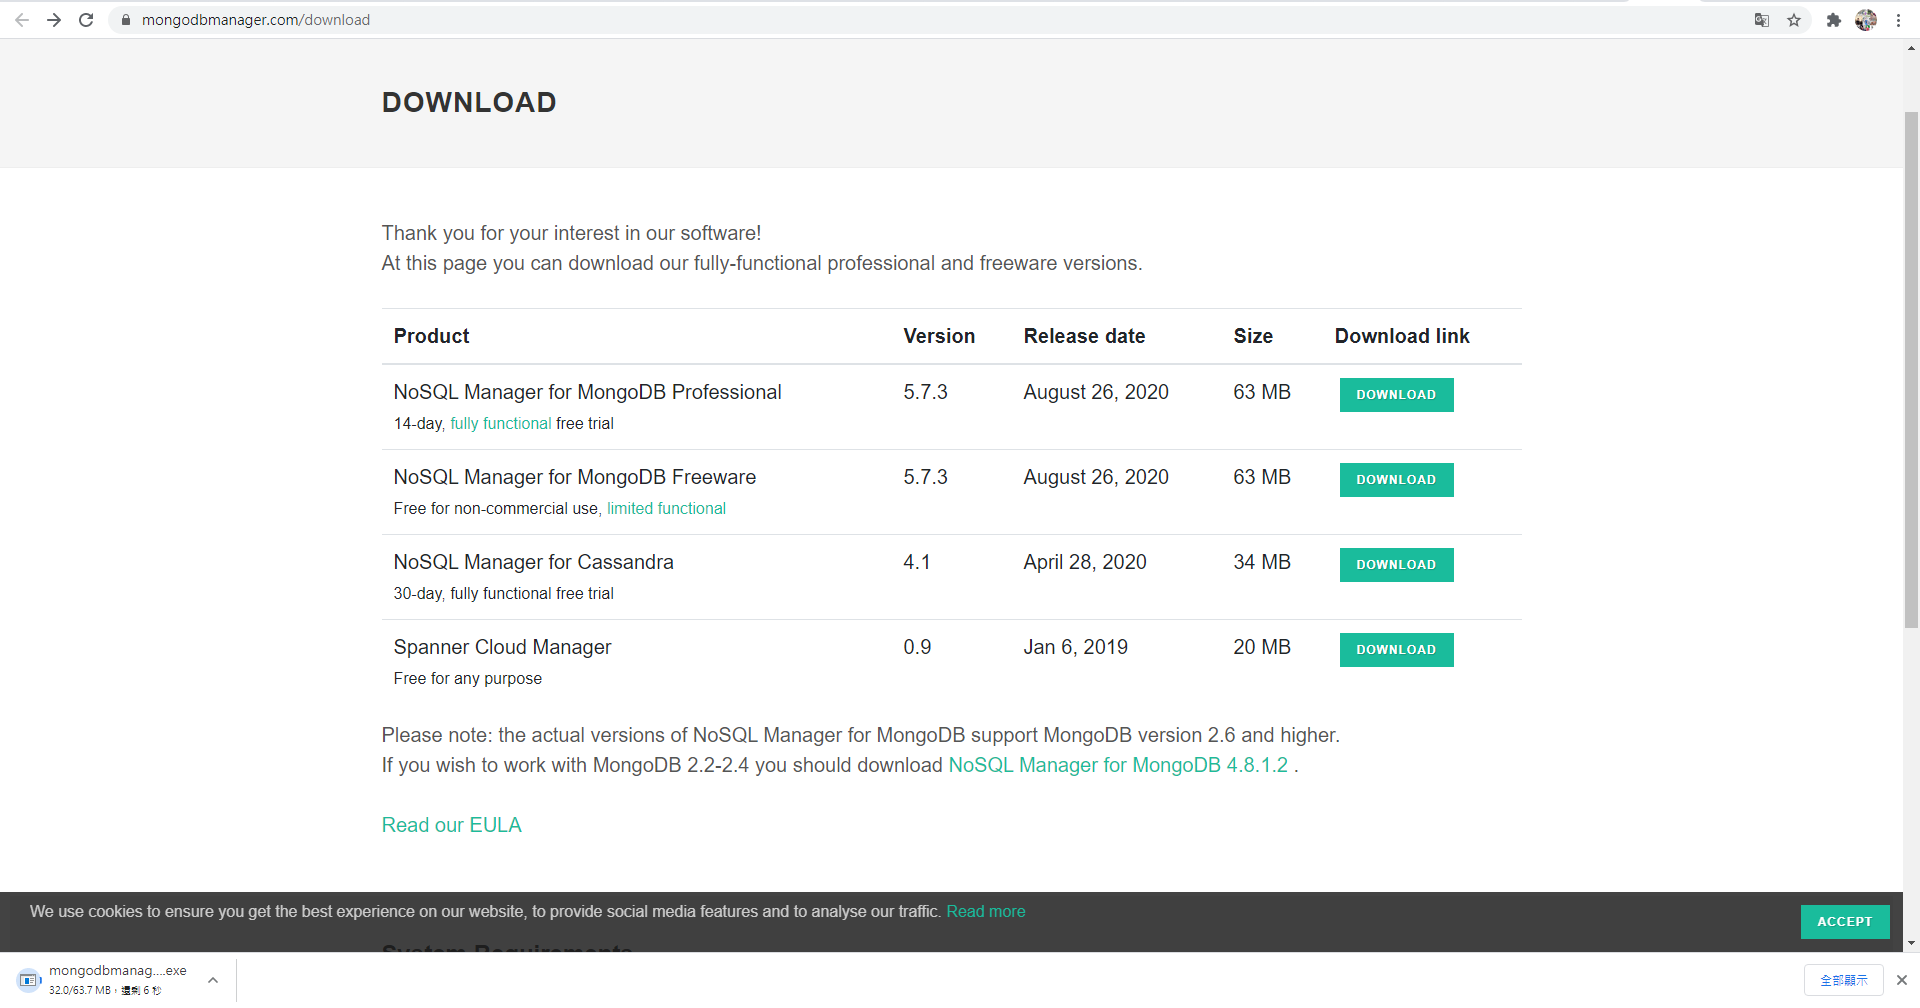 mongodbmanager.com/download
DOWNLOAD
Thank you for your interest in our software!
At this page you can download our fully-functional professional and freeware versions.
Product Version Release date Size Download link
NoSQL Manager for MongoDB Professional 5.7.3 August 26, 2020 63 MB DOWNLOAD
14-day, fully functional free trial
NoSQL Manager for MongoDB Freeware 5.7.3 August 26, 2020 63 MB DOWNLOAD
Free for non-commercial use, limited functional
NoSQL Manager for Cassandra 4.1 April 28, 2020 34 MB DOWNLOAD
30-day, fully functional free trial
Spanner Cloud Manager 0.9 Jan 6, 2019 20 MB DOWNLOAD
Free for any purpose
Please note: the actual versions of NoSQL Manager for MongoDB support MongoDB version 2.6 and higher.
If you wish to work with MongoDB 2.2-2.4 you should download NoSQL Manager for MongoDB 4.8.1.2 .
Read our EULA
We use cookies to ensure you get the best experience on our website, to provide social media features and to analyse our traffic. Read more
ACCEPT
System Requirements
mongodbmanag....exe
32.0/63.7 MB，還剩 6 秒
全部顯示